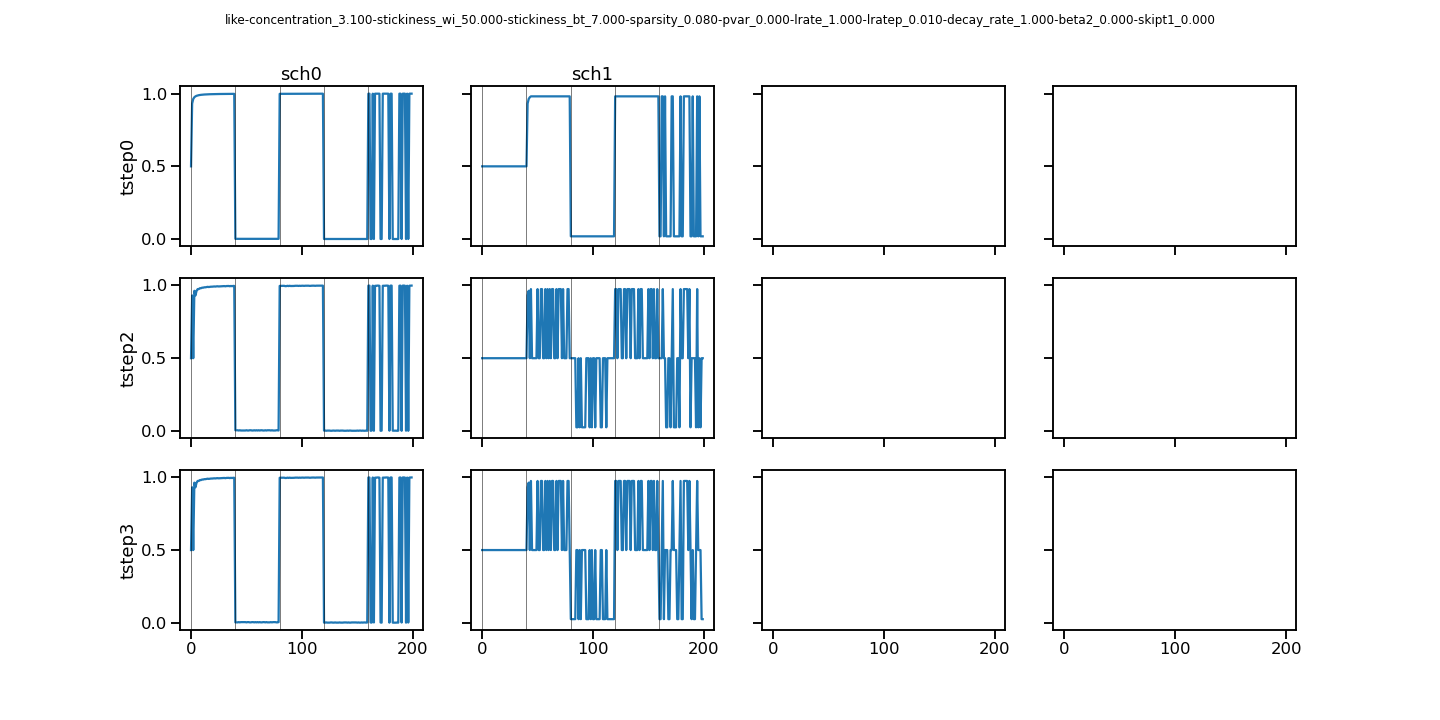 like-concentration_3.100-stickiness_wi_50.000-stickiness_bt_7.000-sparsity_0.080-pvar_0.000-lrate_1.000-lratep_0.010-decay_rate_1.000-beta2_0.000-skipt1_0.000
sch0 sch1
tstep0 1.0
0.5
0.0
tstep2 1.0
0.5
0.0
tstep3 1.0
0.5
0.0
0 100 200 0 100 200 0 100 200 0 100 200